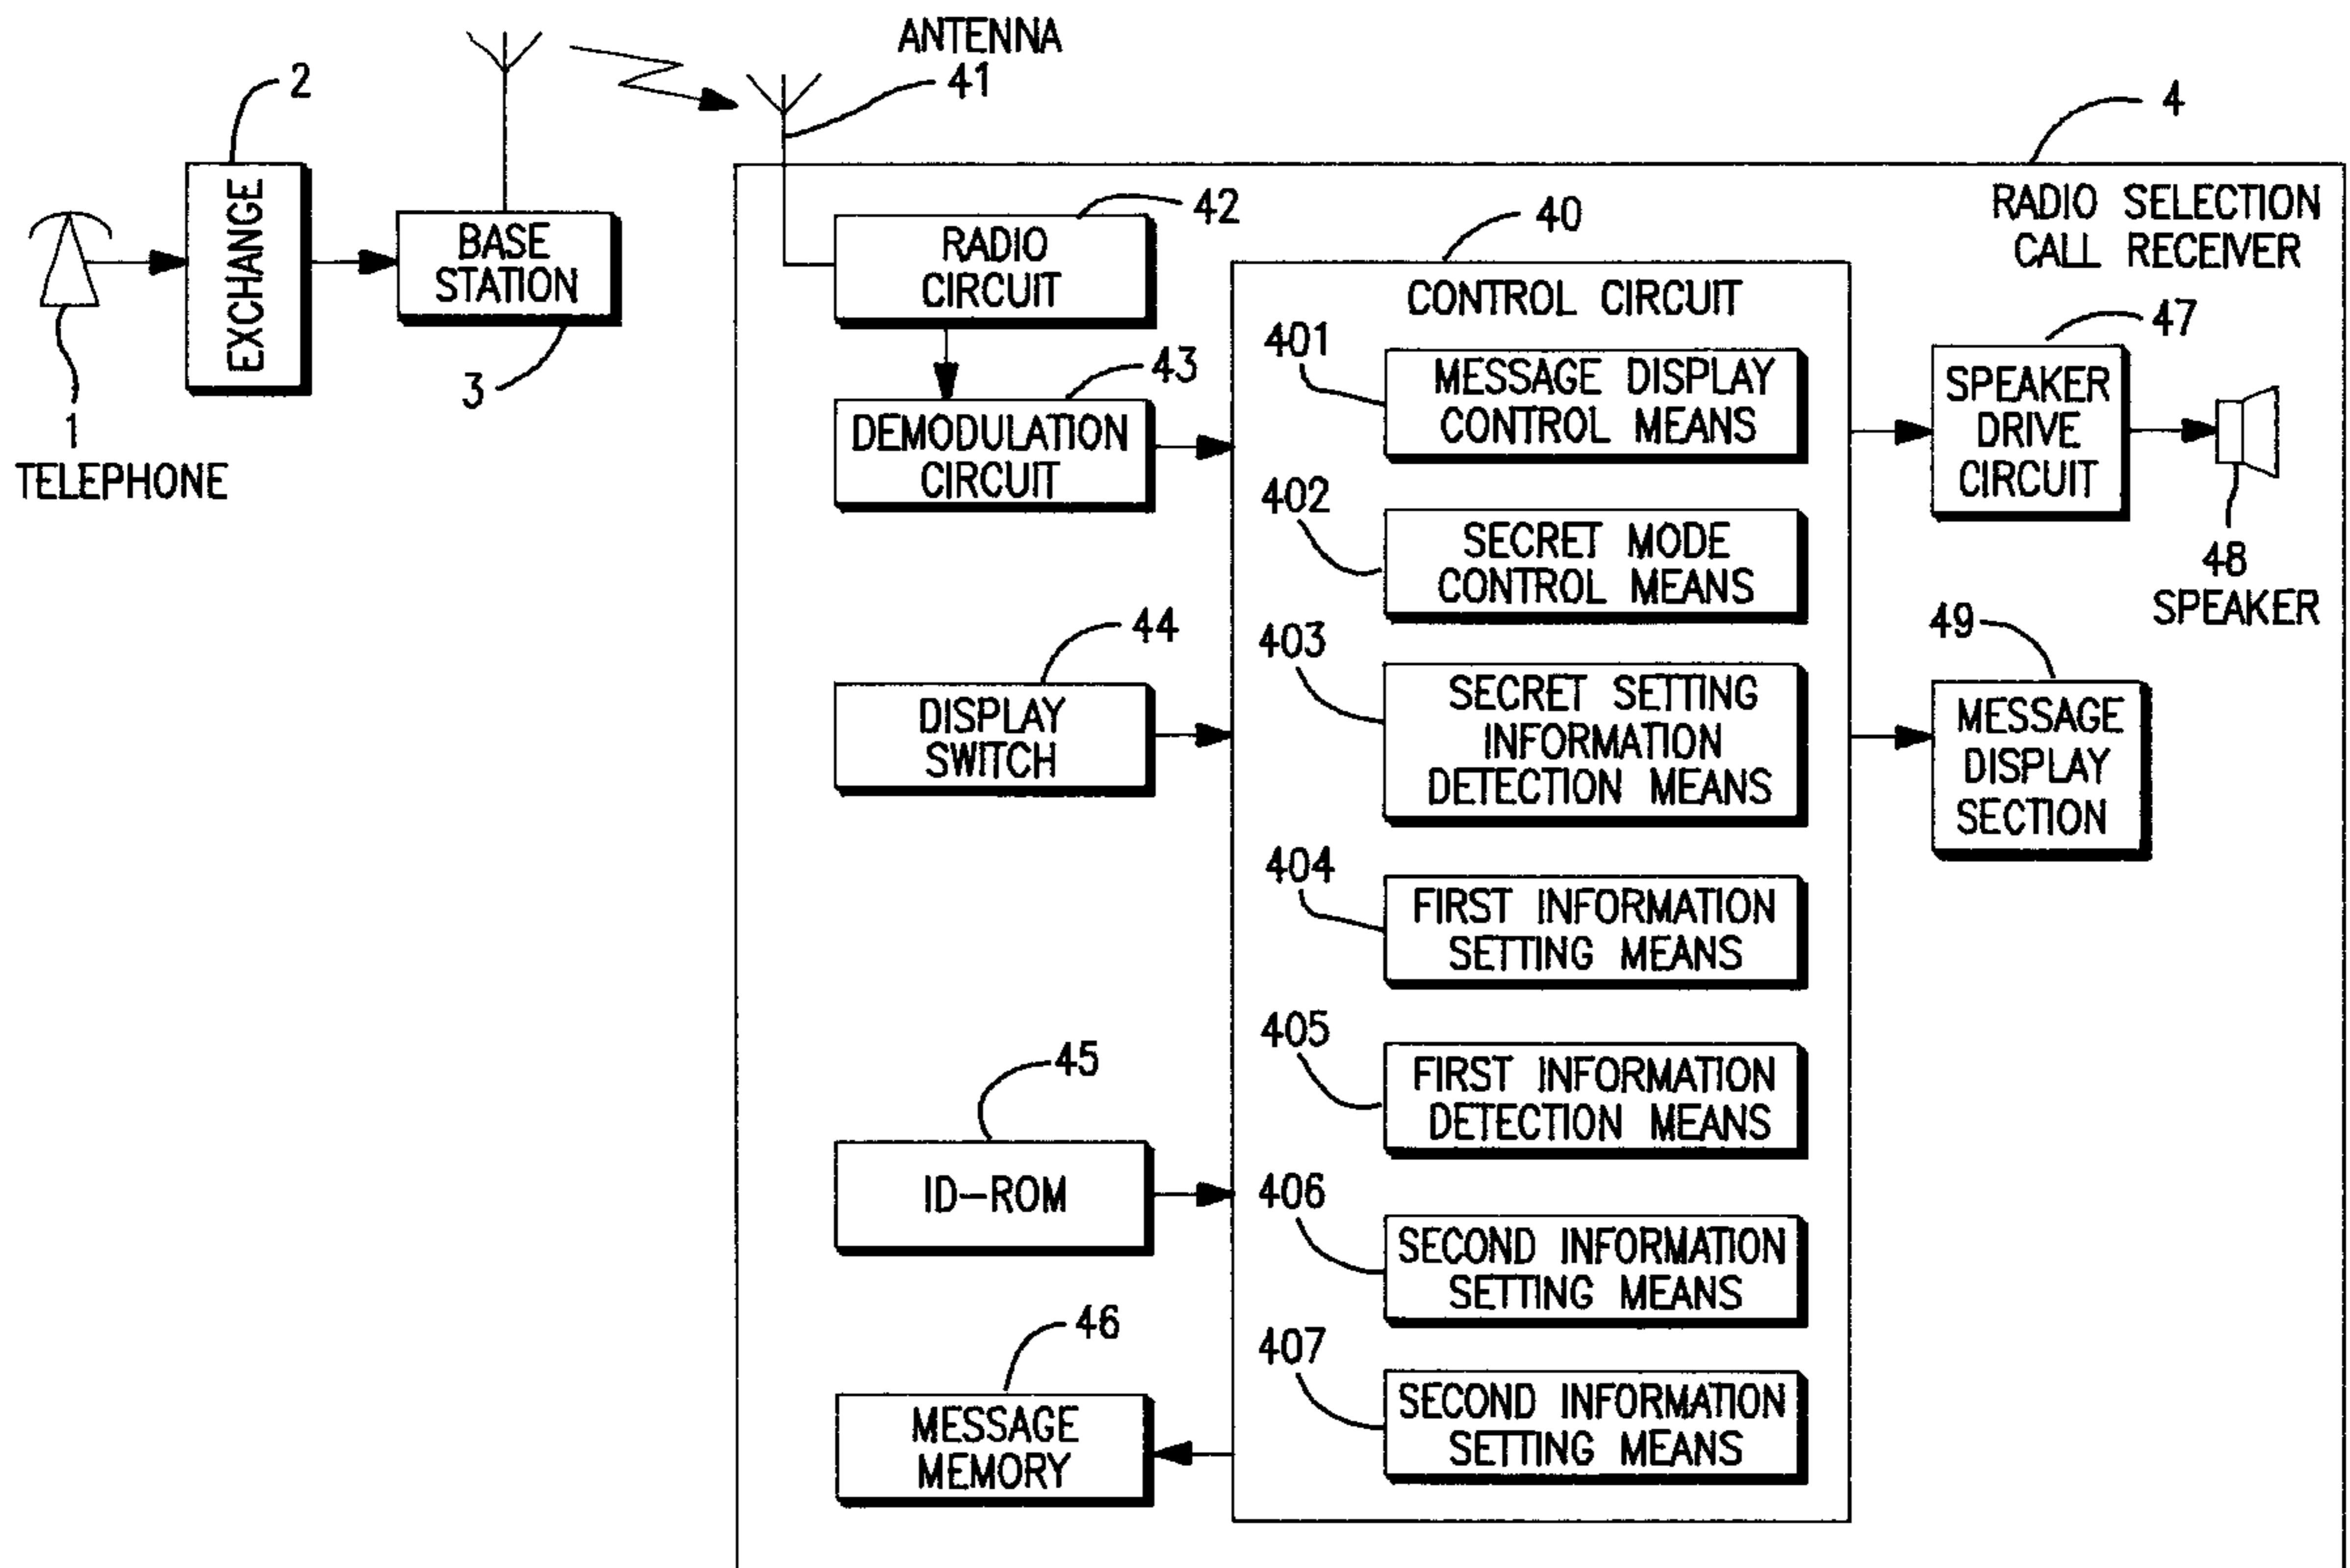 ANTENNA
41
2
4
EXCHANGE
BASE
STATION
3
1
TELEPHONE
RADIO SELECTION
CALL RECEIVER
42
RADIO
CIRCUIT
43
DEMODULATION
CIRCUIT
44
DISPLAY
SWITCH
45
ID-ROM
46
MESSAGE
MEMORY
40
CONTROL CIRCUIT
401
MESSAGE DISPLAY
CONTROL MEANS
402
SECRET MODE
CONTROL MEANS
403
SECRET SETTING
INFORMATION
DETECTION MEANS
404
FIRST INFORMATION
SETTING MEANS
405
FIRST INFORMATION
DETECTION MEANS
406
SECOND INFORMATION
SETTING MEANS
407
SECOND INFORMATION
SETTING MEANS
47
SPEAKER
DRIVE
CIRCUIT
48
SPEAKER
49
MESSAGE
DISPLAY
SECTION